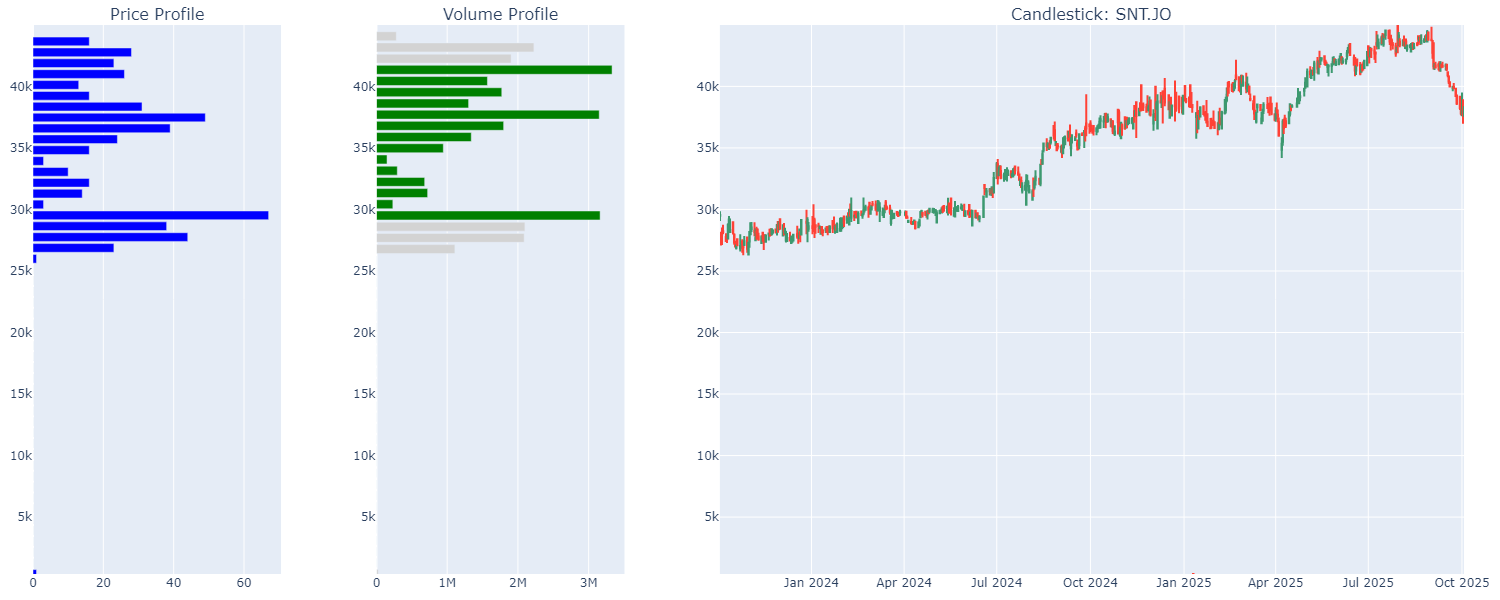 Price Profile
Volume Profile
Candlestick: SNT.JO
40k
35k
30k
25k
20k
15k
10k
5k
0
20
40
60
40k
35k
30k
25k
20k
15k
10k
5k
0
1M
2M
3M
40k
35k
30k
25k
20k
15k
10k
5k
Jan 2024
Apr 2024
Jul 2024
Oct 2024
Jan 2025
Apr 2025
Jul 2025
Oct 2025